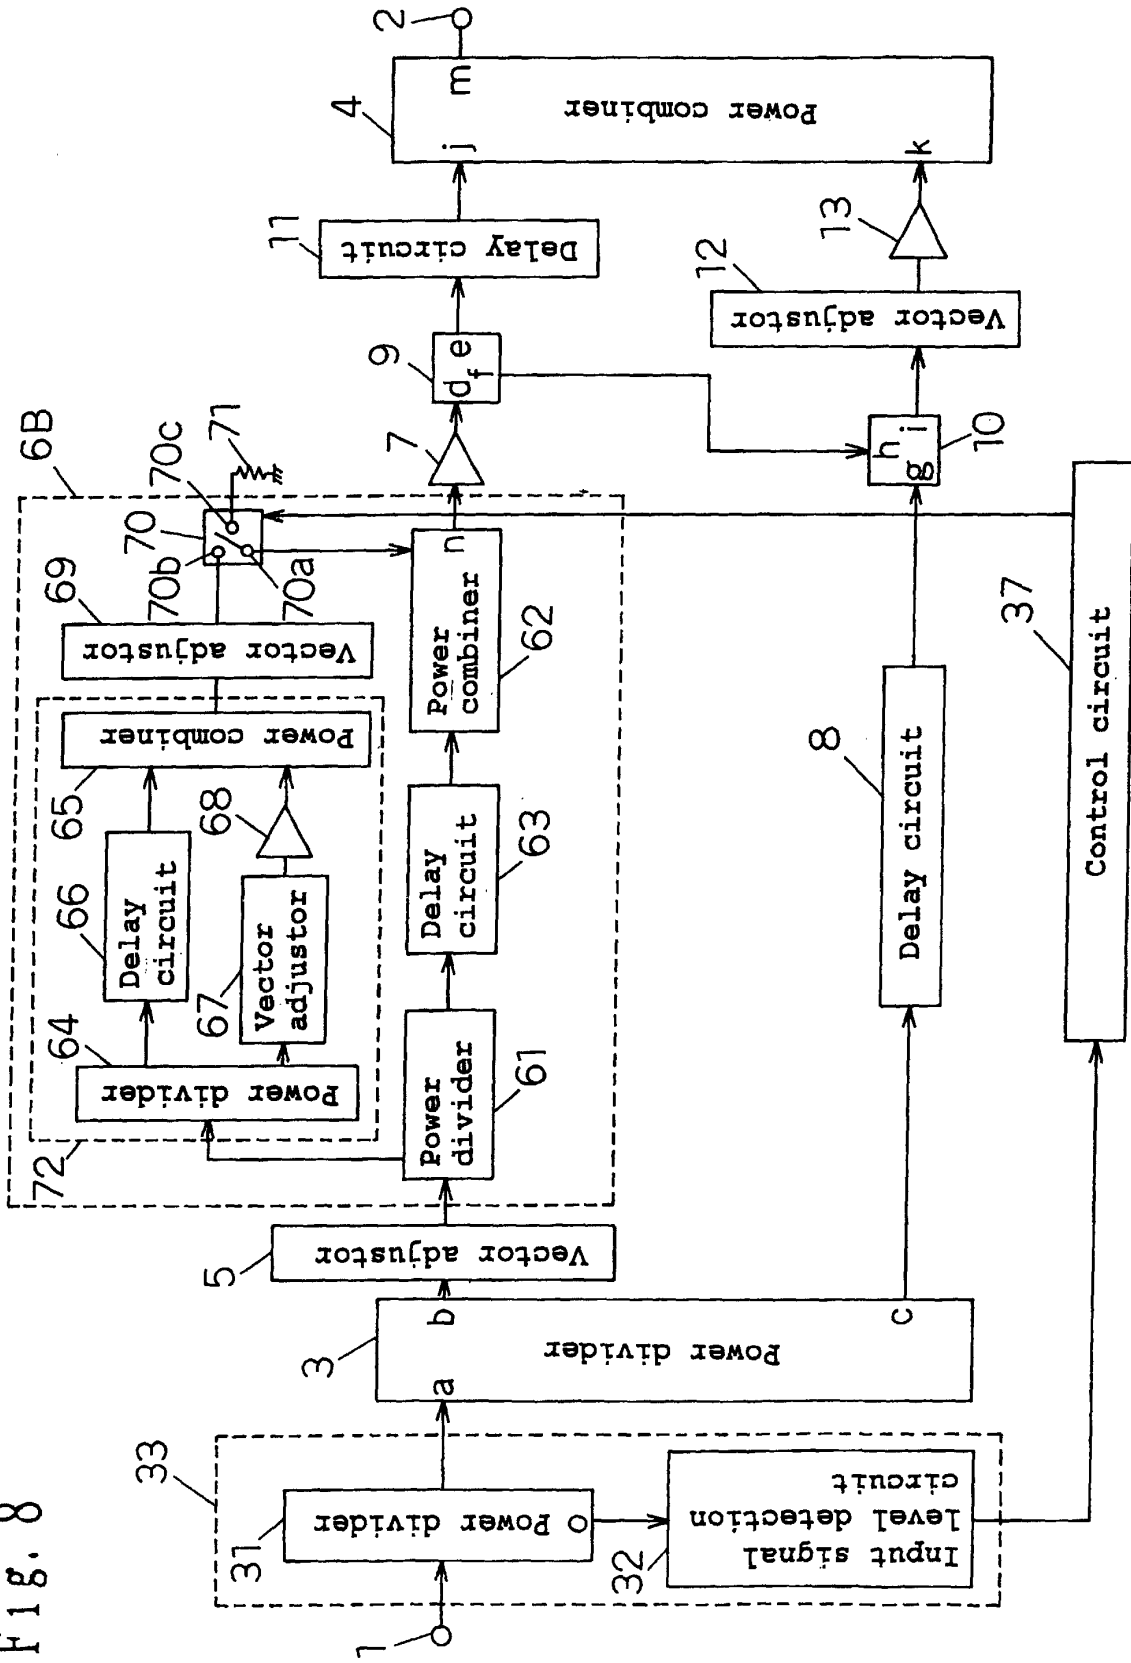 Fig. 8
1
33
31
Power divider
o
32
Input signal
level detection
circuit
3
a
b
c
Power divider
5
Vector adjustor
6B
72
61
Power
divider
64
Power divider
66
Delay
circuit
67
Vector
adjustor
68
65
Power combiner
63
Delay
circuit
69
Vector adjustor
62
Power
combiner
n
70
70b
70a
70c
71
7
8
Delay circuit
37
Control circuit
9
d
e
f
10
g
h
i
11
Delay circuit
12
Vector adjustor
13
4
j
k
m
Power combiner
2